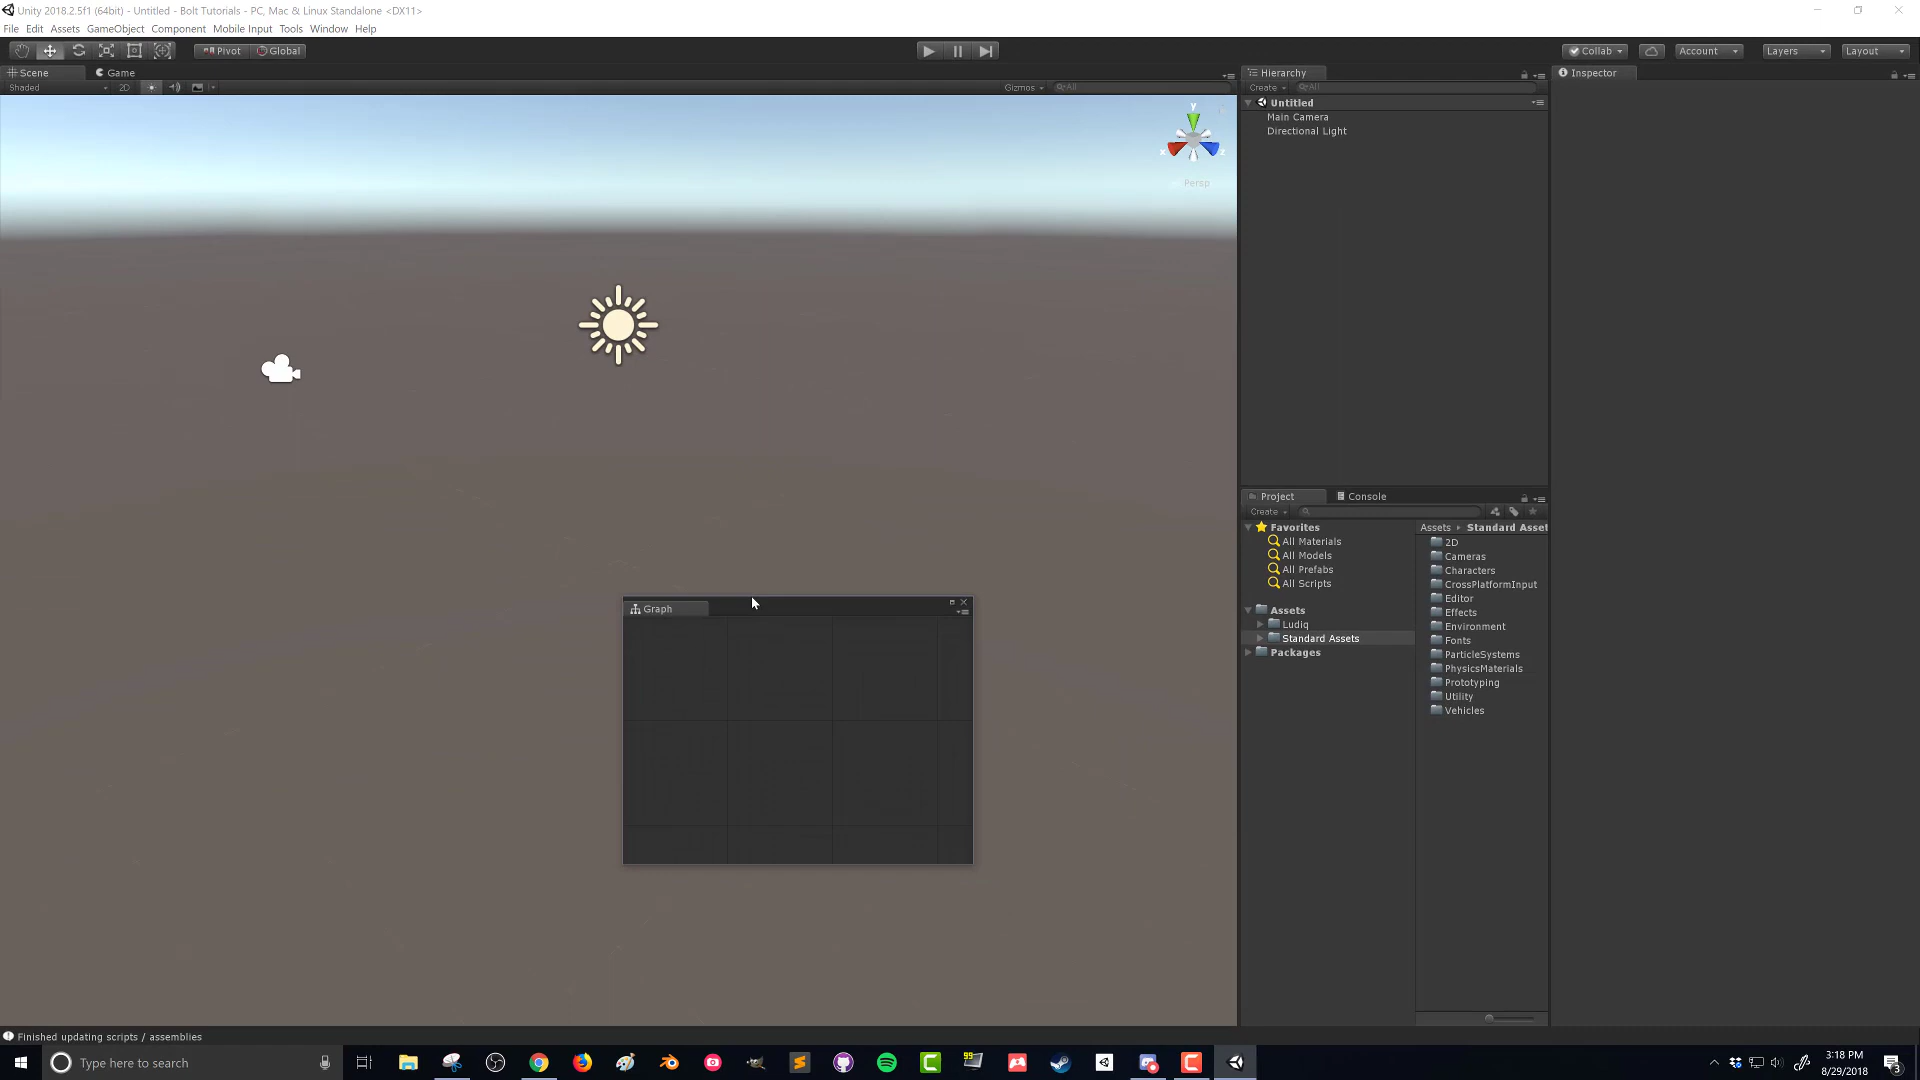 Unity 2018.2.5f1 (64bit) - Untitled - Bolt Tutorials - PC, Mac & Linux Standalone <DX11>
File Edit Assets GameObject Component Mobile Input Tools Window Help
Pivot Global Collab Account Layers Layout
Scene Game
Shaded 2D Gizmos All
y
x z
Persp
Hierarchy
Create All
Untitled
Main Camera
Directional Light
Inspector
Project Console
Create
Favorites
All Materials
All Models
All Prefabs
All Scripts
Assets
Ludiq
Standard Assets
Packages
Assets Standard Asset
2D
Cameras
Characters
CrossPlatformInput
Editor
Effects
Environment
Fonts
ParticleSystems
PhysicsMaterials
Prototyping
Utility
Vehicles
Graph
Finished updating scripts / assemblies
Type here to search
99
3:18 PM
8/29/2018
3